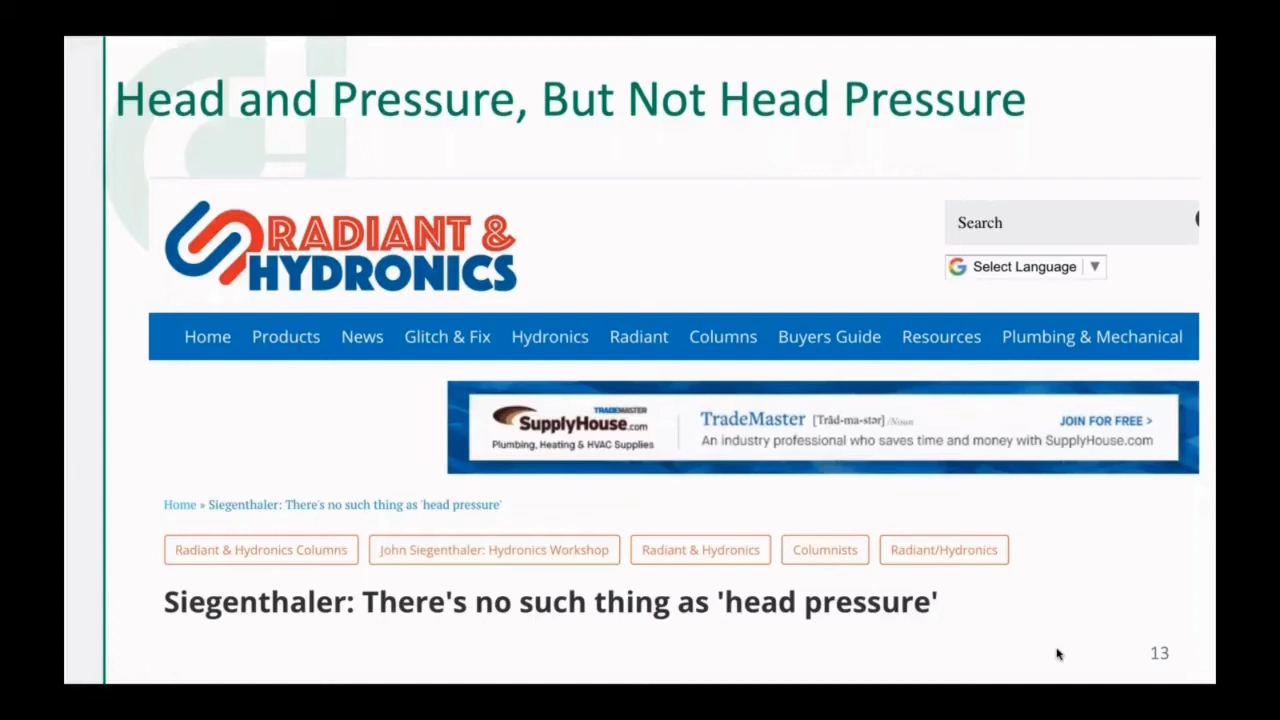 Head and Pressure, But Not Head Pressure
RADIANT &
HYDRONICS
Search
Select Language ▼
Home Products News Glitch & Fix Hydronics Radiant Columns Buyers Guide Resources Plumbing & Mechanical
TRADEMASTER
SupplyHouse.com
Plumbing, Heating & HVAC Supplies
TradeMaster [Trād-ma-stər] /Noun
JOIN FOR FREE >
An industry professional who saves time and money with SupplyHouse.com
Home » Siegenthaler: There's no such thing as 'head pressure'
Radiant & Hydronics Columns John Siegenthaler: Hydronics Workshop Radiant & Hydronics Columnists Radiant/Hydronics
Siegenthaler: There's no such thing as 'head pressure'
13